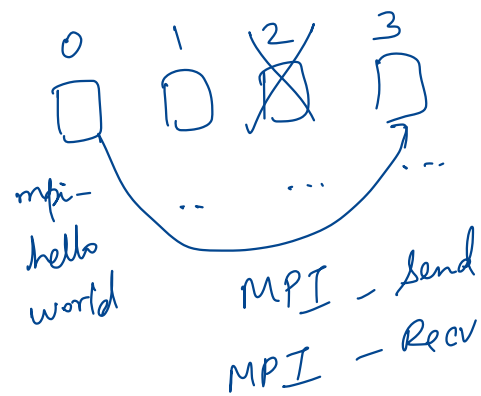 0 1 2 3
.. ... ...
mpi-
hello
world
MPI - Send
MPI - Recv